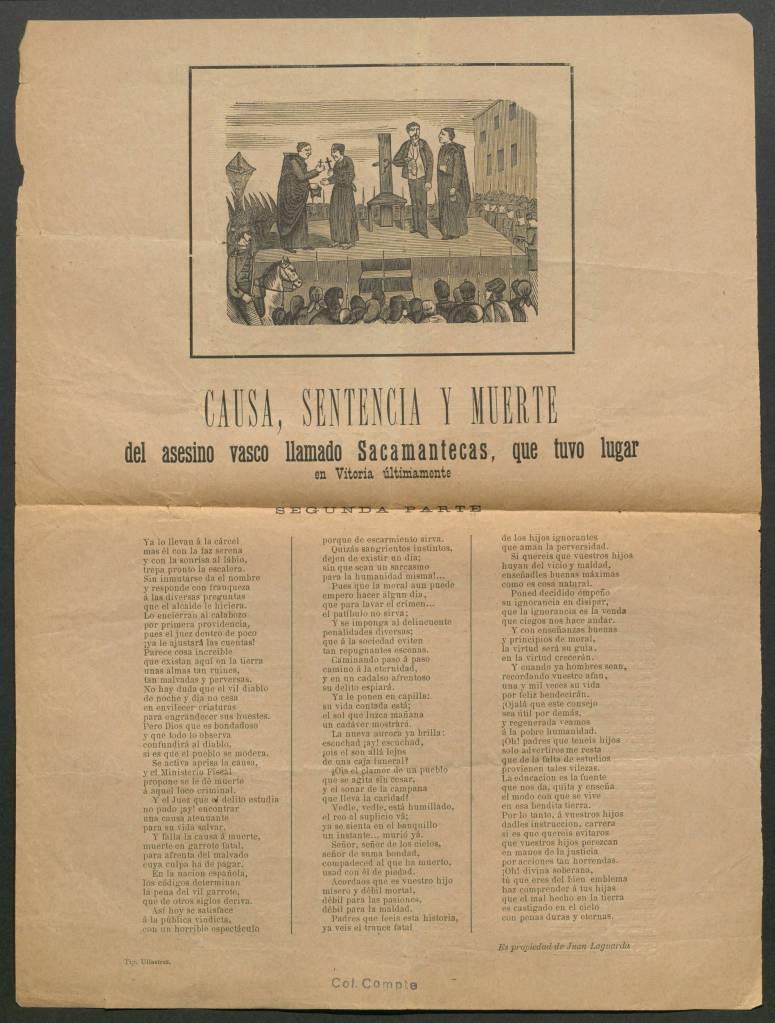 CAUSA, SENTENCIA Y MUERTE
del asesino vasco llamado Sacamantecas, que tuvo lugar
en Vitoria últimamente
SEGUNDA PARTE
Ya lo llevan á la cárcel
mas él con la faz serena
y con la sonrisa al lábio,
trepa pronto la escalera.
Sin inmutarse da el nombre
y responde con franqueza
á las diversas preguntas
que el alcaide le hiciera.
Lo encierran al calabozo
por primera providencia,
pues el juez dentro de poco
¡ya le ajustará las cuentas!
Parece cosa increible
que existan aquí en la tierra
unas almas tan ruines,
tan malvadas y perversas.
No hay duda que el vil diablo
de noche y dia no cesa
en envilecer criaturas
para engrandecer sus huestes.
Pero Dios que es bondadoso
y que todo lo observa
confundirá al diablo,
si es que el pueblo se modera.
Se activa aprisa la causa,
y el Ministerio Fiscal
propone se le dé muerte
á aquel loco criminal.
Y el Juez que el delito estudia
no pudo ¡ay! encontrar
una causa atenuante
para su vida salvar.
Y falla la causa á muerte,
muerte en garrote fatal,
para afrenta del malvado
cuya culpa ha de pagar.
En la nacion española,
los códigos determinan
la pena del vil garrote,
que de otros siglos deriva.
Así hoy se satisface
á la pública vindicta,
con un horrible espectáculo
porque de escarmiento sirva.
Quizás sangrientos instintos,
dejen de existir un dia;
sin que sean un sarcasmo
para la humanidad misma!...
Pues que la moral aun puede
empero hacer algun dia,
que para lavar el crimen...
el patíbulo no sirva;
Y se imponga al delincuente
penalidades diversas;
que á la sociedad eviten
tan repugnantes escenas.
Caminando paso á paso
camino á la eternidad,
y en un cadalso afrentoso
su delito espiará.
Ya le ponen en capilla:
su vida contada está;
el sol que luzca mañana
un cadáver mostrará.
La nueva aurora ya brilla:
escuchad ¡ay! escuchad,
¿ois el son allá lejos
de una caja funeral?
¿Ois el clamor de un pueblo
que se agita sin cesar,
y el sonar de la campana
que lleva la caridad?
Vedle, vedle, está humillado,
el reo al suplicio vá;
ya se sienta en el banquillo
un instante... murió yá.
Señor, señor de los cielos,
señor de suma bondad,
compadeced al que ha muerto,
usad con él de piedad.
Acordaos que es vuestro hijo
mísero y débil mortal,
débil para las pasiones,
débil para la maldad.
Padres que leeis esta historia,
ya veis el trance fatal
de los hijos ignorantes
que aman la perversidad.
Si quereis que vuestros hijos
huyan del vicio y maldad,
enseñadles buenas máximas
como es cosa natural.
Poned decidido empeño
su ignorancia en disipar,
que la ignorancia es la venda
que ciegos nos hace andar.
Y con enseñanzas buenas
y principios de moral,
la virtud será su guia,
en la virtud crecerán.
Y cuando ya hombres sean,
recordando vuestro afan,
una y mil veces su vida
por feliz bendecirán.
¡Ojalá que este consejo
sea útil por demás,
y regenerada veamos
á la pobre humanidad.
¡Oh! padres que teneis hijos
solo advertiros me resta
que de la falta de estudios
provienen tales vilezas.
La educacion es la fuente
que nos da, quita y enseña
el modo con que se vive
en esa bendita tierra.
Por lo tanto, á vuestros hijos
dadles instruccion, carrera
si es que quereis evitaros
que vuestros hijos perezcan
en manos de la justicia
por acciones tan horrendas.
¡Oh! divina soberana,
tú que eres del bien emblema
haz comprender á tus hijas
que el mal hecho en la tierra
es castigado en el cielo
con penas duras y eternas.
Es propiedad de Juan Laguarda
Tip. Ullastres.
Col. Comple